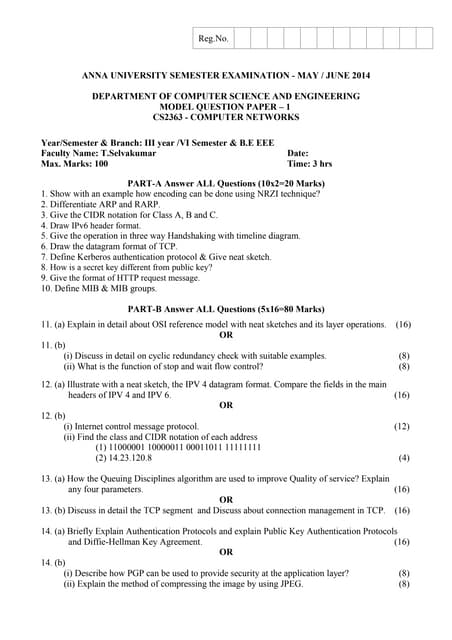 Reg.No.
ANNA UNIVERSITY SEMESTER EXAMINATION - MAY / JUNE 2014
DEPARTMENT OF COMPUTER SCIENCE AND ENGINEERING
MODEL QUESTION PAPER – 1
CS2363 - COMPUTER NETWORKS
Year/Semester & Branch: III year /VI Semester & B.E EEE
Faculty Name: T.Selvakumar Date:
Max. Marks: 100 Time: 3 hrs
PART-A Answer ALL Questions (10x2=20 Marks)
1. Show with an example how encoding can be done using NRZI technique?
2. Differentiate ARP and RARP.
3. Give the CIDR notation for Class A, B and C.
4. Draw IPv6 header format.
5. Give the operation in three way Handshaking with timeline diagram.
6. Draw the datagram format of TCP.
7. Define Kerberos authentication protocol & Give neat sketch.
8. How is a secret key different from public key?
9. Give the format of HTTP request message.
10. Define MIB & MIB groups.
PART-B Answer ALL Questions (5x16=80 Marks)
11. (a) Explain in detail about OSI reference model with neat sketches and its layer operations. (16)
OR
11. (b)
(i) Discuss in detail on cyclic redundancy check with suitable examples. (8)
(ii) What is the function of stop and wait flow control? (8)
12. (a) Illustrate with a neat sketch, the IPV 4 datagram format. Compare the fields in the main
headers of IPV 4 and IPV 6. (16)
OR
12. (b)
(i) Internet control message protocol. (12)
(ii) Find the class and CIDR notation of each address
(1) 11000001 10000011 00011011 11111111
(2) 14.23.120.8 (4)
13. (a) How the Queuing Disciplines algorithm are used to improve Quality of service? Explain
any four parameters. (16)
OR
13. (b) Discuss in detail the TCP segment and Discuss about connection management in TCP. (16)
14. (a) Briefly Explain Authentication Protocols and explain Public Key Authentication Protocols
and Diffie-Hellman Key Agreement. (16)
OR
14. (b)
(i) Describe how PGP can be used to provide security at the application layer? (8)
(ii) Explain the method of compressing the image by using JPEG. (8)